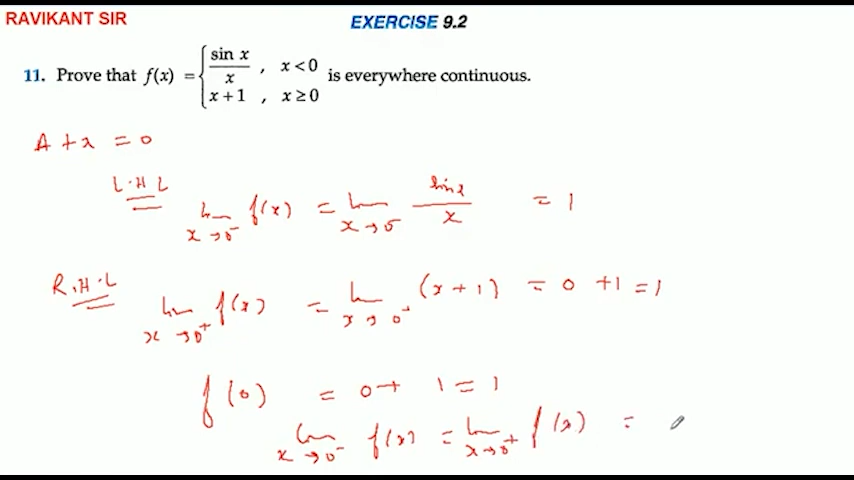 RAVIKANT SIR
EXERCISE 9.2
11. Prove that f(x) = { sin x / x , x < 0
x + 1 , x ≥ 0 is everywhere continuous.
A + x = 0
L.H.L
lim x→0⁻ f(x) = lim x→0⁻ sin x / x = 1
R.H.L
lim x→0⁺ f(x) = lim x→0⁺ (x + 1) = 0 + 1 = 1
f(0) = 0 + 1 = 1
lim x→0⁻ f(x) = lim x→0⁺ f(x) =